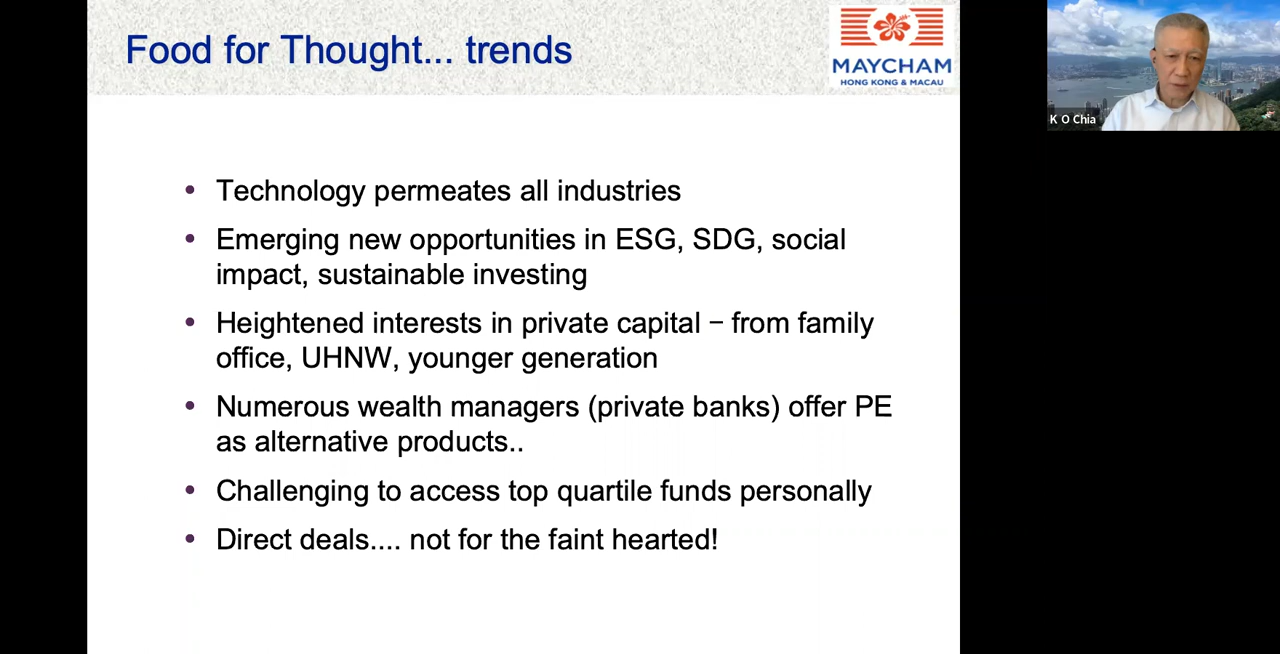 Food for Thought... trends
MAYCHAM
HONG KONG & MACAU
K O Chia
• Technology permeates all industries
• Emerging new opportunities in ESG, SDG, social
impact, sustainable investing
• Heightened interests in private capital – from family
office, UHNW, younger generation
• Numerous wealth managers (private banks) offer PE
as alternative products..
• Challenging to access top quartile funds personally
• Direct deals.... not for the faint hearted!